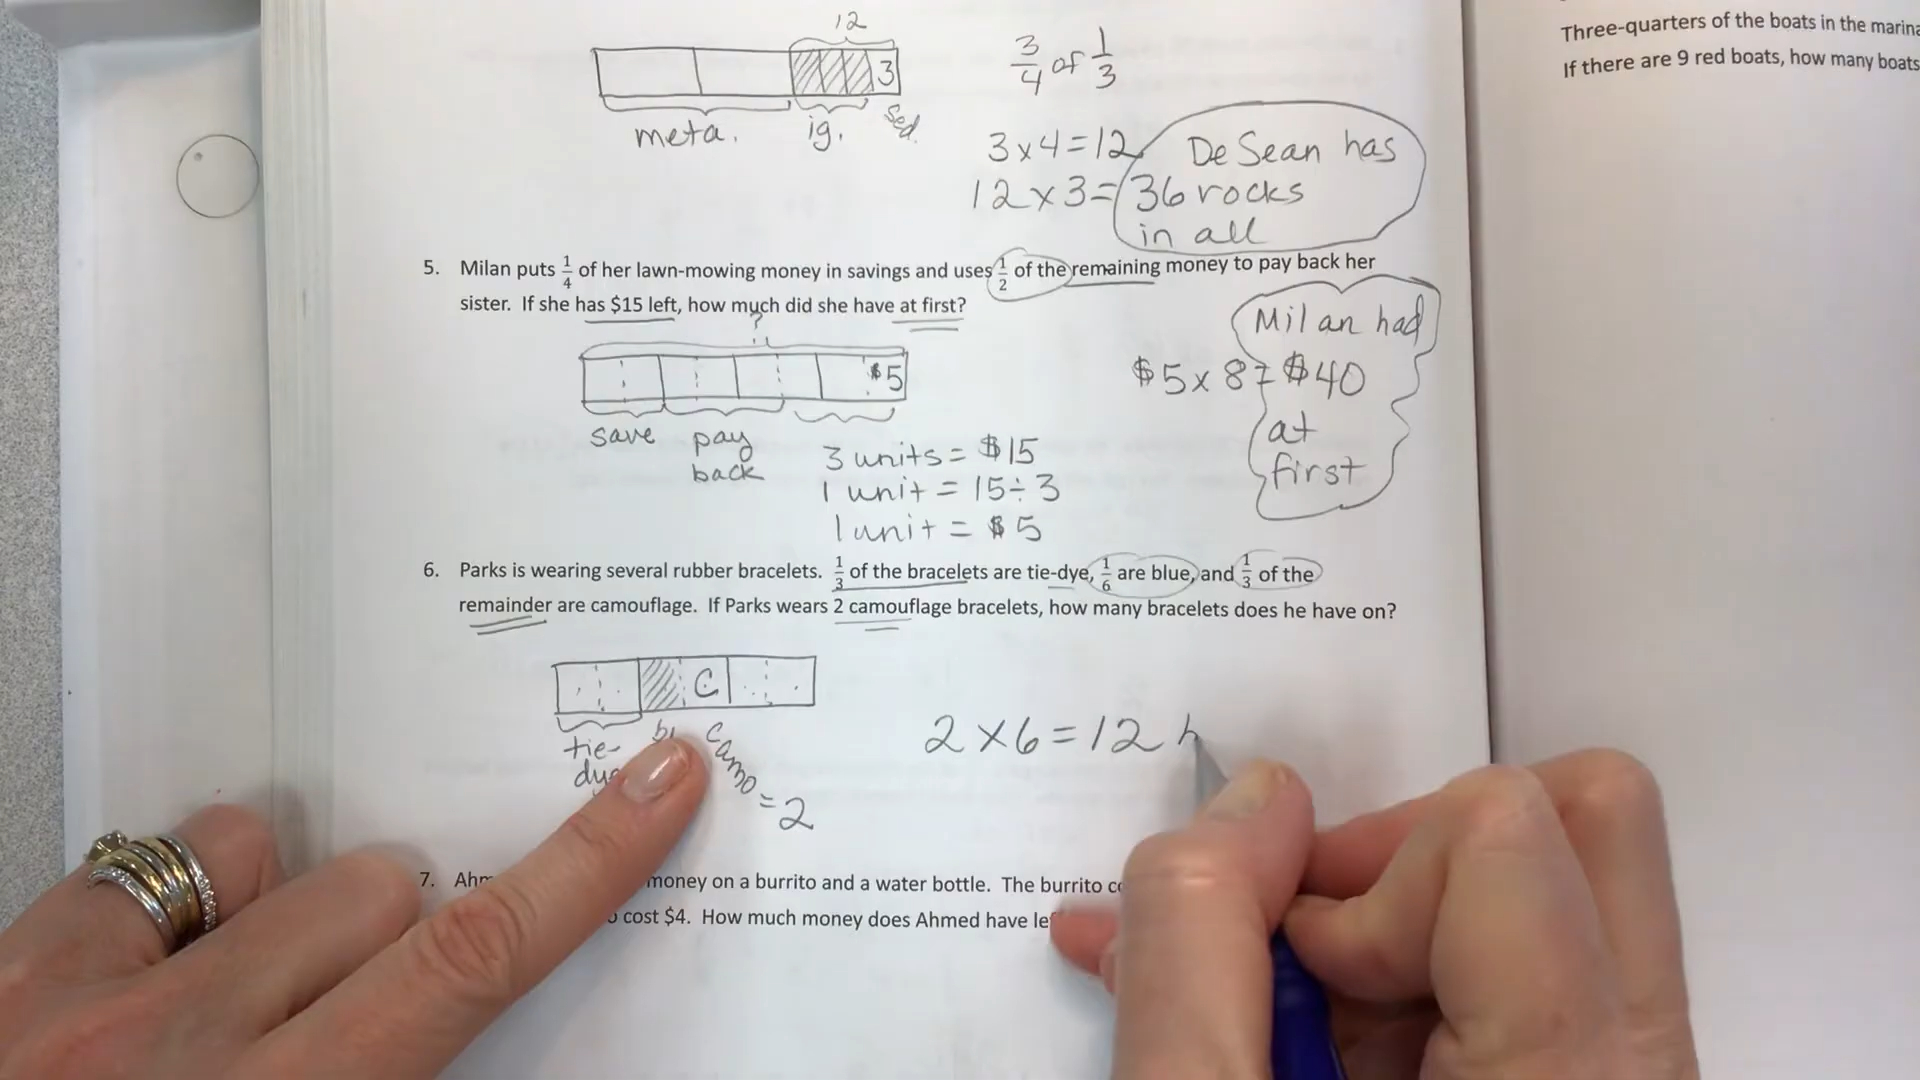 Three-quarters of the boats in the marina
If there are 9 red boats, how many boats
12
3
meta. ig. sed.
3/4 of 1/3
3 x 4 = 12
12 x 3 = 36 rocks
De Sean has
in all
5. Milan puts 1/4 of her lawn-mowing money in savings and uses 1/2 of the remaining money to pay back her
sister. If she has $15 left, how much did she have at first?
?
$5
save pay
back
3 units = $15
1 unit = 15 ÷ 3
1 unit = $5
Milan had
$5 x 8 = $40
at
first
6. Parks is wearing several rubber bracelets. 1/3 of the bracelets are tie-dye, 1/6 are blue, and 1/3 of the
remainder are camouflage. If Parks wears 2 camouflage bracelets, how many bracelets does he have on?
C
tie-
camo = 2
2 x 6 = 12
7. money on a burrito and a water bottle. The burrito
cost $4. How much money does Ahmed have